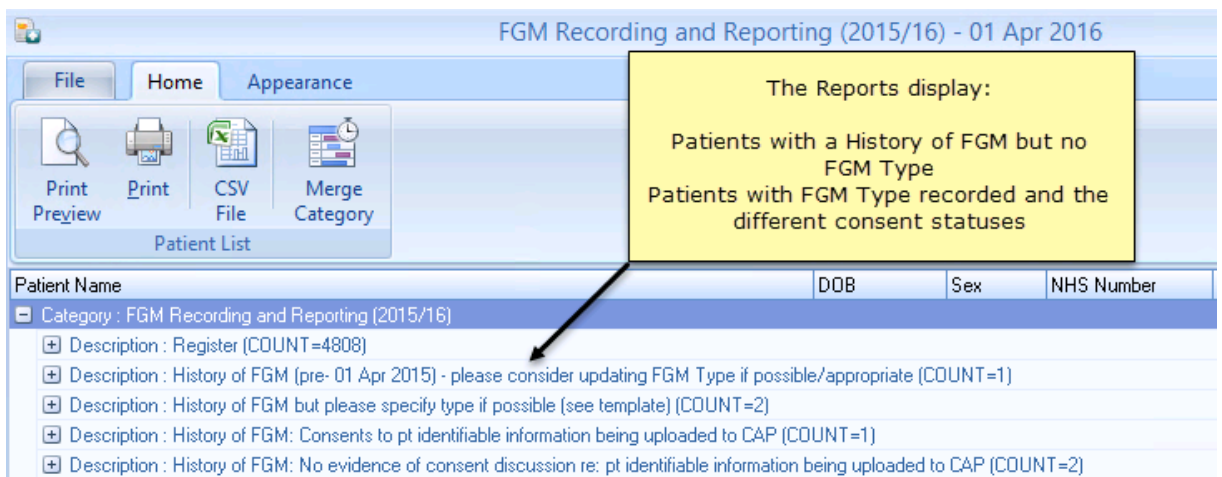 FGM Recording and Reporting (2015/16) - 01 Apr 2016
File Home Appearance
The Reports display:
Patients with a History of FGM but no
FGM Type
Patients with FGM Type recorded and the
different consent statuses
Print
Preview
Print
CSV
File
Merge
Category
Patient List
Patient Name DOB Sex NHS Number
Category : FGM Recording and Reporting (2015/16)
Description : Register (COUNT=4808)
Description : History of FGM (pre- 01 Apr 2015) - please consider updating FGM Type if possible/appropriate (COUNT=1)
Description : History of FGM but please specify type if possible (see template) (COUNT=2)
Description : History of FGM: Consents to pt identifiable information being uploaded to CAP (COUNT=1)
Description : History of FGM: No evidence of consent discussion re: pt identifiable information being uploaded to CAP (COUNT=2)